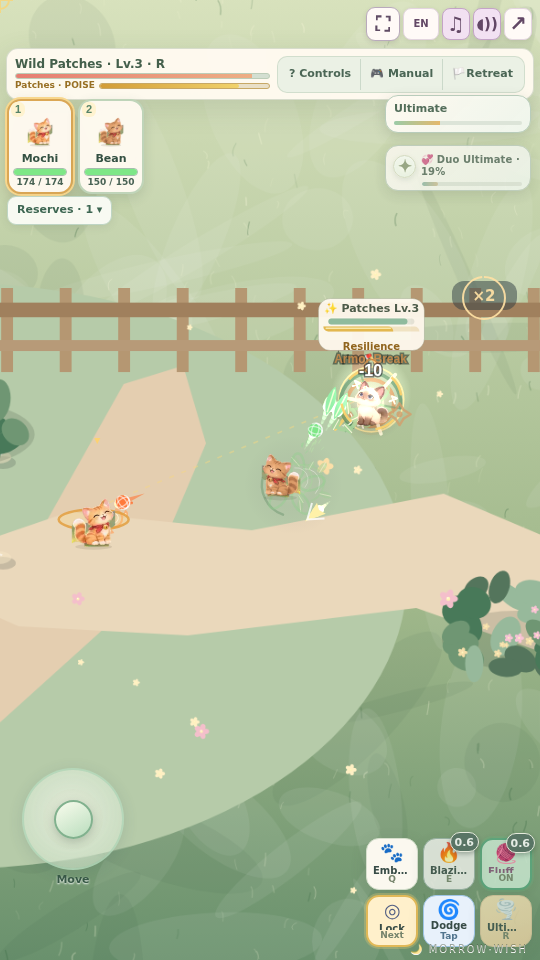 EN
Wild Patches · Lv.3 · R
Patches · POISE
? Controls
🎮 Manual
🏳️Retreat
1
Mochi
174 / 174
2
Bean
150 / 150
Reserves · 1 ▾
Ultimate
💞 Duo Ultimate · 19%
×2
✨ Patches Lv.3
Resilience
Armor Break
-10
Move
Emb…
Q
0.6
Blazi…
E
0.6
Fluff
ON
Lock
Next
Dodge
Tap
Ulti…
R
🌙 MORROW-WISH